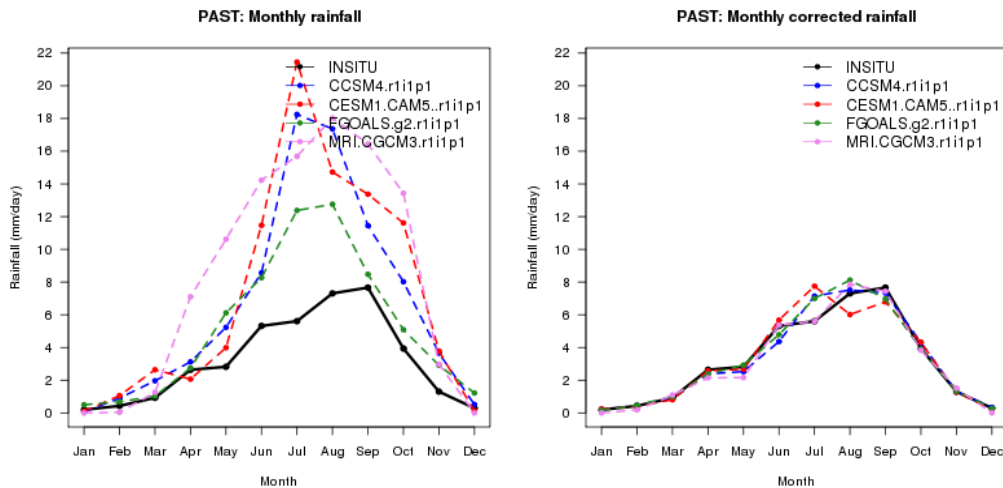 PAST: Monthly rainfall
22
20
18
16
14
12
10
8
6
4
2
0
Rainfall (mm/day)
INSITU
CCSM4.r1i1p1
CESM1.CAM5..r1i1p1
FGOALS.g2.r1i1p1
MRI.CGCM3.r1i1p1
Jan Feb Mar Apr May Jun Jul Aug Sep Oct Nov Dec
Month
PAST: Monthly corrected rainfall
22
20
18
16
14
12
10
8
6
4
2
0
Rainfall (mm/day)
INSITU
CCSM4.r1i1p1
CESM1.CAM5..r1i1p1
FGOALS.g2.r1i1p1
MRI.CGCM3.r1i1p1
Jan Feb Mar Apr May Jun Jul Aug Sep Oct Nov Dec
Month